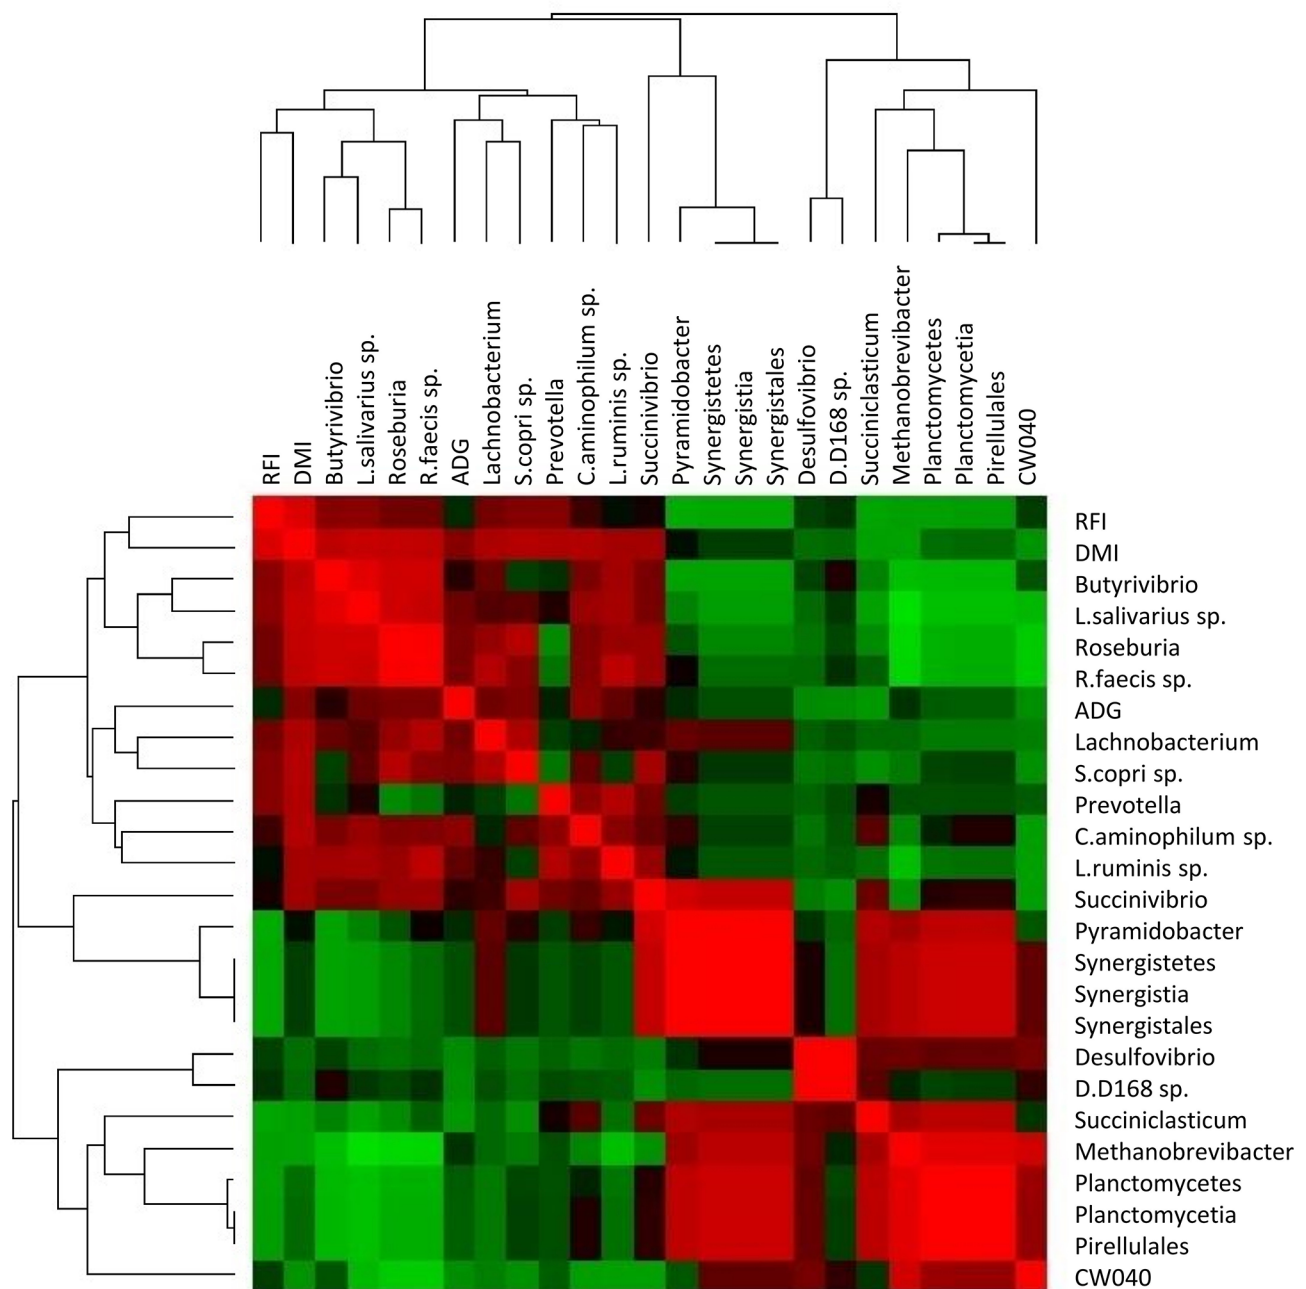 RFI
DMI
Butyrivibrio
L.salivarius sp.
Roseburia
R.faecis sp.
ADG
Lachnobacterium
S.copri sp.
Prevotella
C.aminophilum sp.
L.ruminis sp.
Succinivibrio
Pyramidobacter
Synergistetes
Synergistia
Synergistales
Desulfovibrio
D.D168 sp.
Succiniclasticum
Methanobrevibacter
Planctomycetes
Planctomycetia
Pirellulales
CW040
RFI
DMI
Butyrivibrio
L.salivarius sp.
Roseburia
R.faecis sp.
ADG
Lachnobacterium
S.copri sp.
Prevotella
C.aminophilum sp.
L.ruminis sp.
Succinivibrio
Pyramidobacter
Synergistetes
Synergistia
Synergistales
Desulfovibrio
D.D168 sp.
Succiniclasticum
Methanobrevibacter
Planctomycetes
Planctomycetia
Pirellulales
CW040